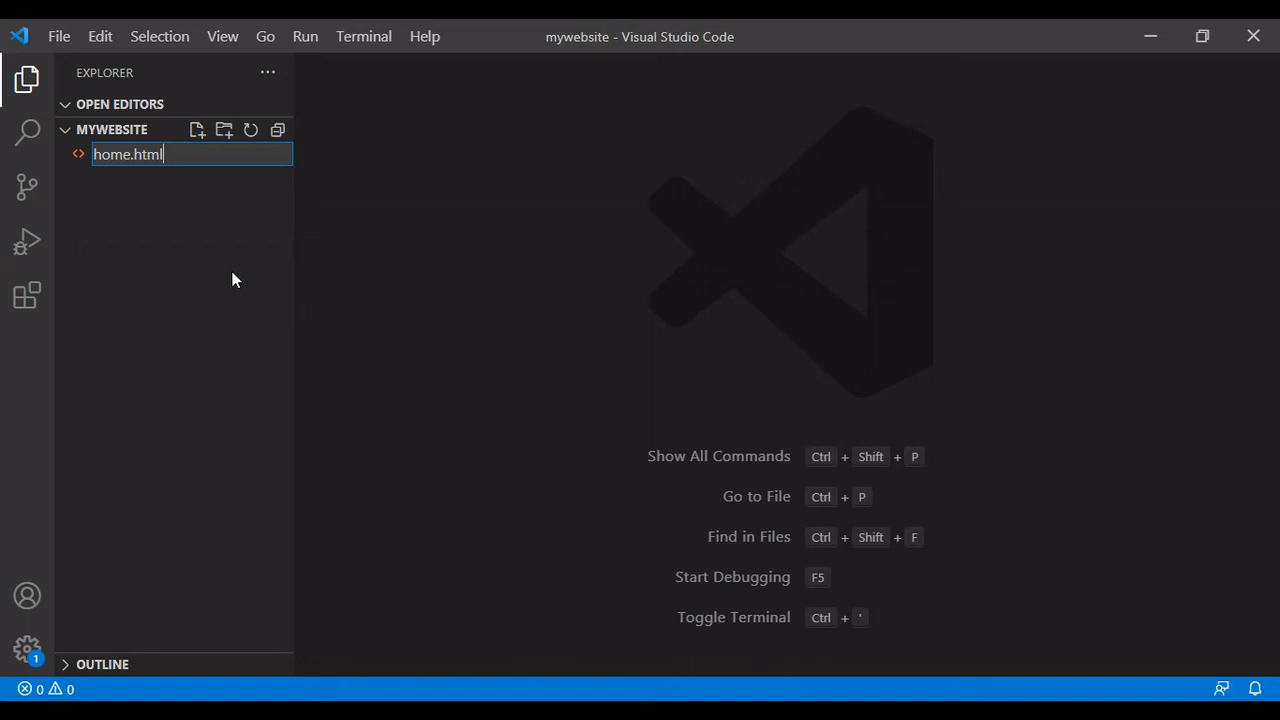 File Edit Selection View Go Run Terminal Help mywebsite - Visual Studio Code
EXPLORER ···
OPEN EDITORS
MYWEBSITE
home.html
Show All Commands Ctrl + Shift + P
Go to File Ctrl + P
Find in Files Ctrl + Shift + F
Start Debugging F5
Toggle Terminal Ctrl + '
1
OUTLINE
0 0